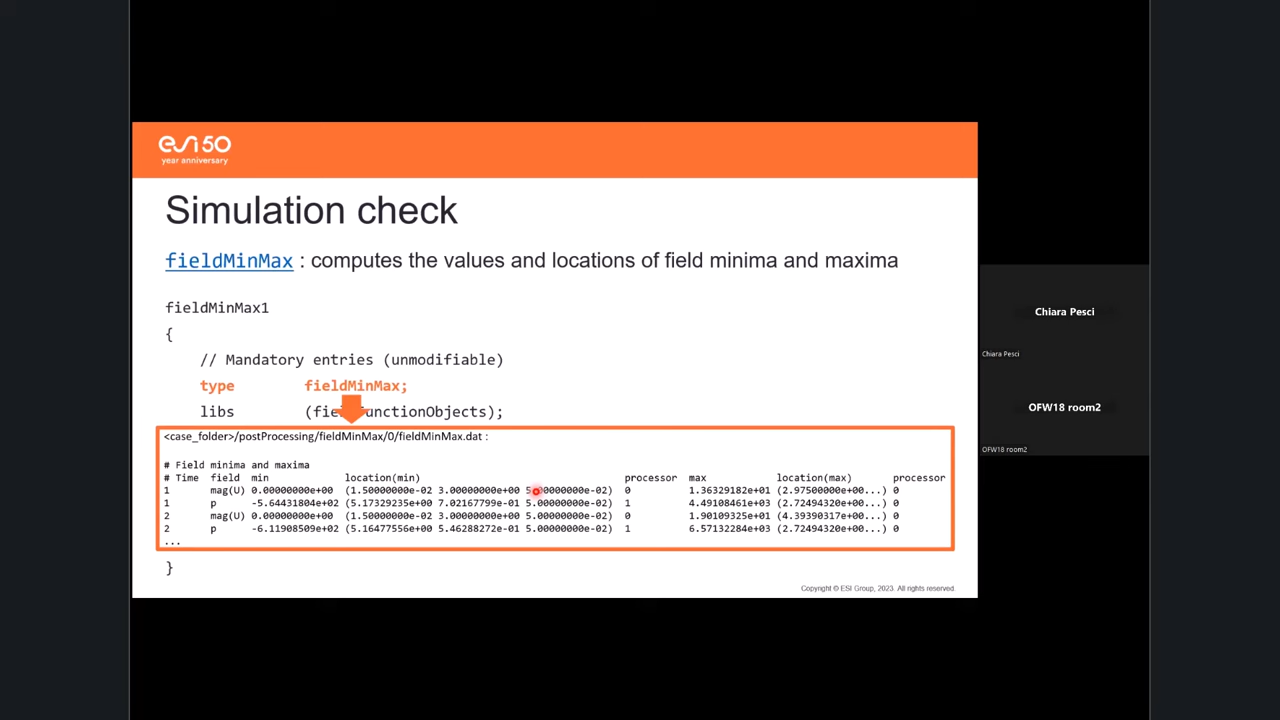 esi 50
year anniversary
Simulation check
fieldMinMax : computes the values and locations of field minima and maxima
fieldMinMax1
{
// Mandatory entries (unmodifiable)
type fieldMinMax;
libs
<case_folder>/postProcessing/fieldMinMax/0/fieldMinMax.dat :
# Field minima and maxima
# Time field min location(min) processor max location(max) processor
1 mag(U) 0.00000000e+00 (1.50000000e-02 3.00000000e+00 0 1.36329182e+01 (2.97500000e+00...) 0
1 p -5.64431804e+02 (5.17329235e+00 7.02167799e-01 5.00000000e-02) 1 4.49108461e+03 (2.72494320e+00...) 0
2 mag(U) 0.00000000e+00 (1.50000000e-02 3.00000000e+00 5.00000000e-02) 0 1.90109325e+01 (4.39390317e+00...) 0
2 p -6.11908509e+02 (5.16477556e+00 5.46288272e-01 5.00000000e-02) 1 6.57132284e+03 (2.72494320e+00...) 0
...
}
Copyright © ESI Group, 2023. All rights reserved.
Chiara Pesci
Chiara Pesci
OFW18 room2
OFW18 room2